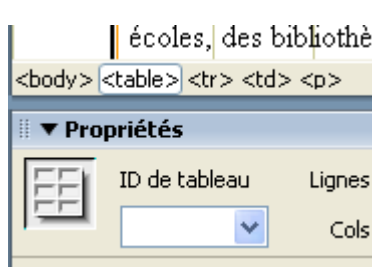 écoles, des bibliothè
<body> <table> <tr> <td> <p>
Propriétés
ID de tableau Lignes
Cols